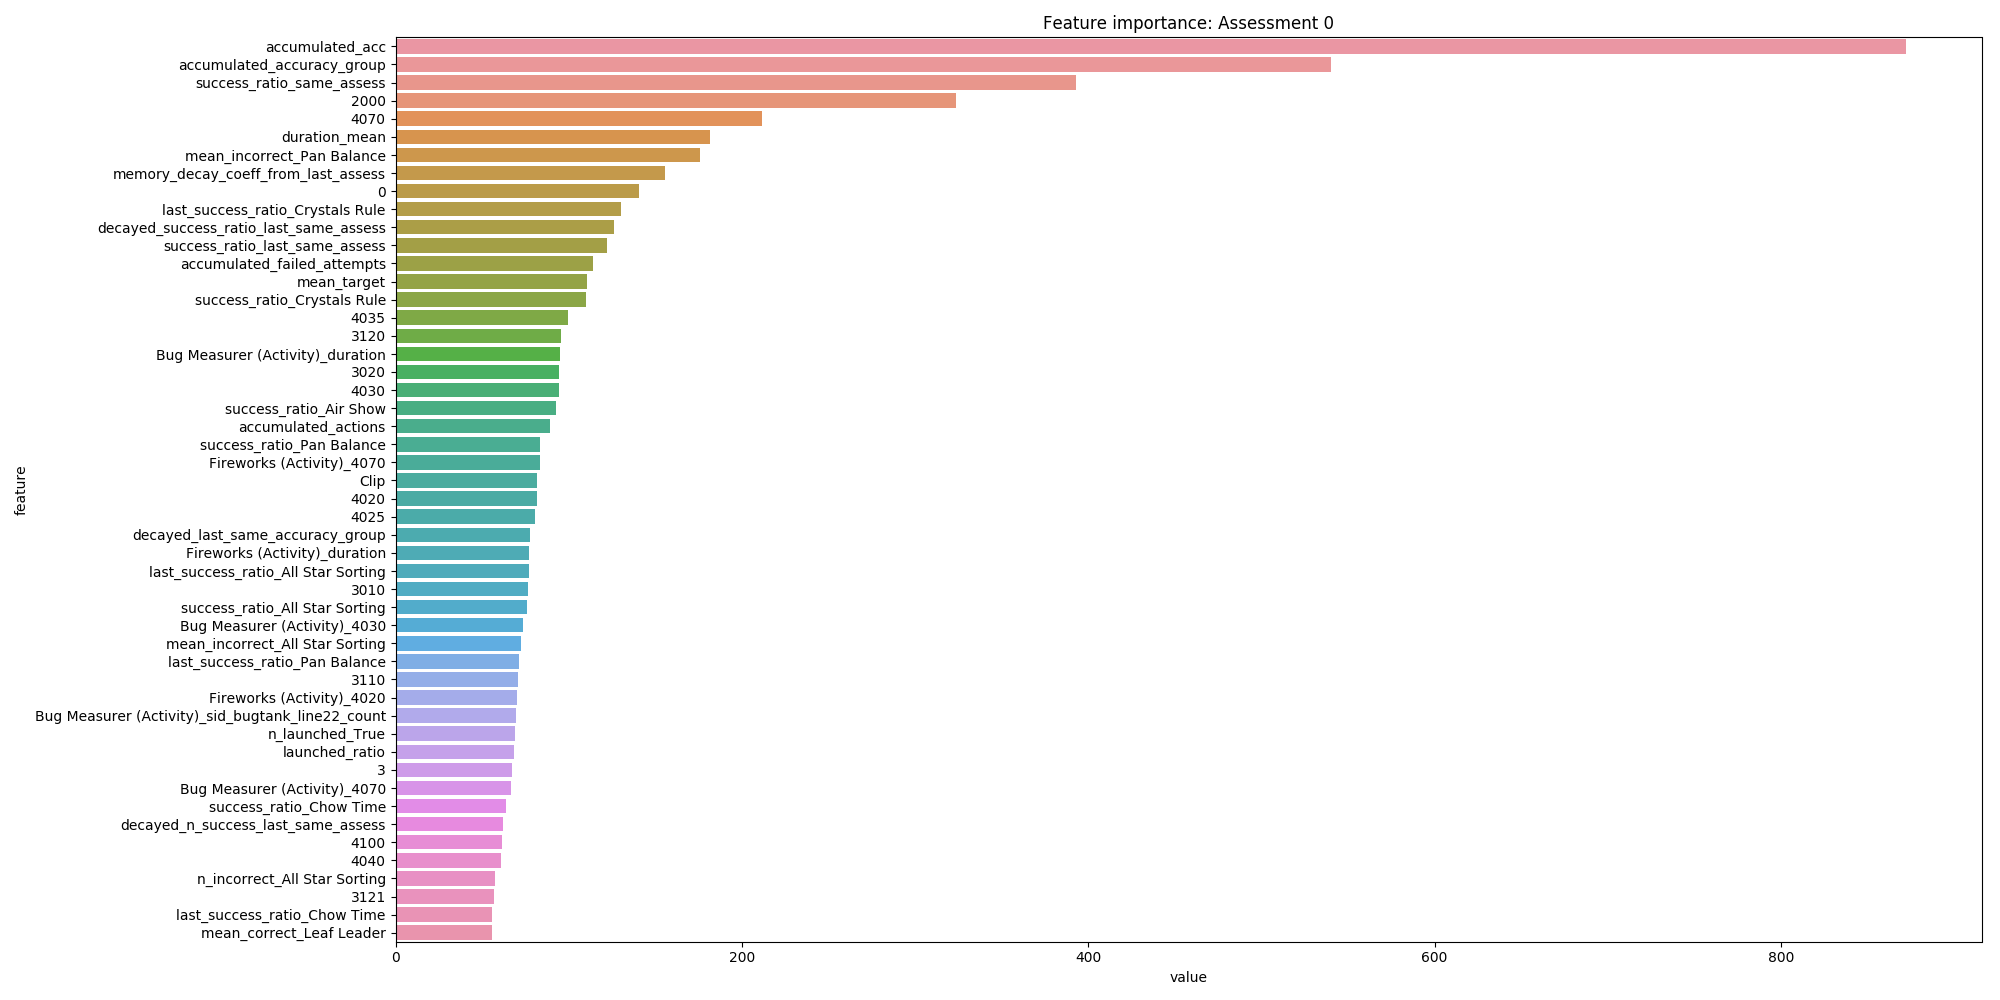 Feature importance: Assessment 0
accumulated_acc
accumulated_accuracy_group
success_ratio_same_assess
2000
4070
duration_mean
mean_incorrect_Pan Balance
memory_decay_coeff_from_last_assess
0
last_success_ratio_Crystals Rule
decayed_success_ratio_last_same_assess
success_ratio_last_same_assess
accumulated_failed_attempts
mean_target
success_ratio_Crystals Rule
4035
3120
Bug Measurer (Activity)_duration
3020
4030
success_ratio_Air Show
accumulated_actions
success_ratio_Pan Balance
Fireworks (Activity)_4070
Clip
4020
4025
decayed_last_same_accuracy_group
Fireworks (Activity)_duration
last_success_ratio_All Star Sorting
3010
success_ratio_All Star Sorting
Bug Measurer (Activity)_4030
mean_incorrect_All Star Sorting
last_success_ratio_Pan Balance
3110
Fireworks (Activity)_4020
Bug Measurer (Activity)_sid_bugtank_line22_count
n_launched_True
launched_ratio
3
Bug Measurer (Activity)_4070
success_ratio_Chow Time
decayed_n_success_last_same_assess
4100
4040
n_incorrect_All Star Sorting
3121
last_success_ratio_Chow Time
mean_correct_Leaf Leader
feature
0 200 400 600 800
value